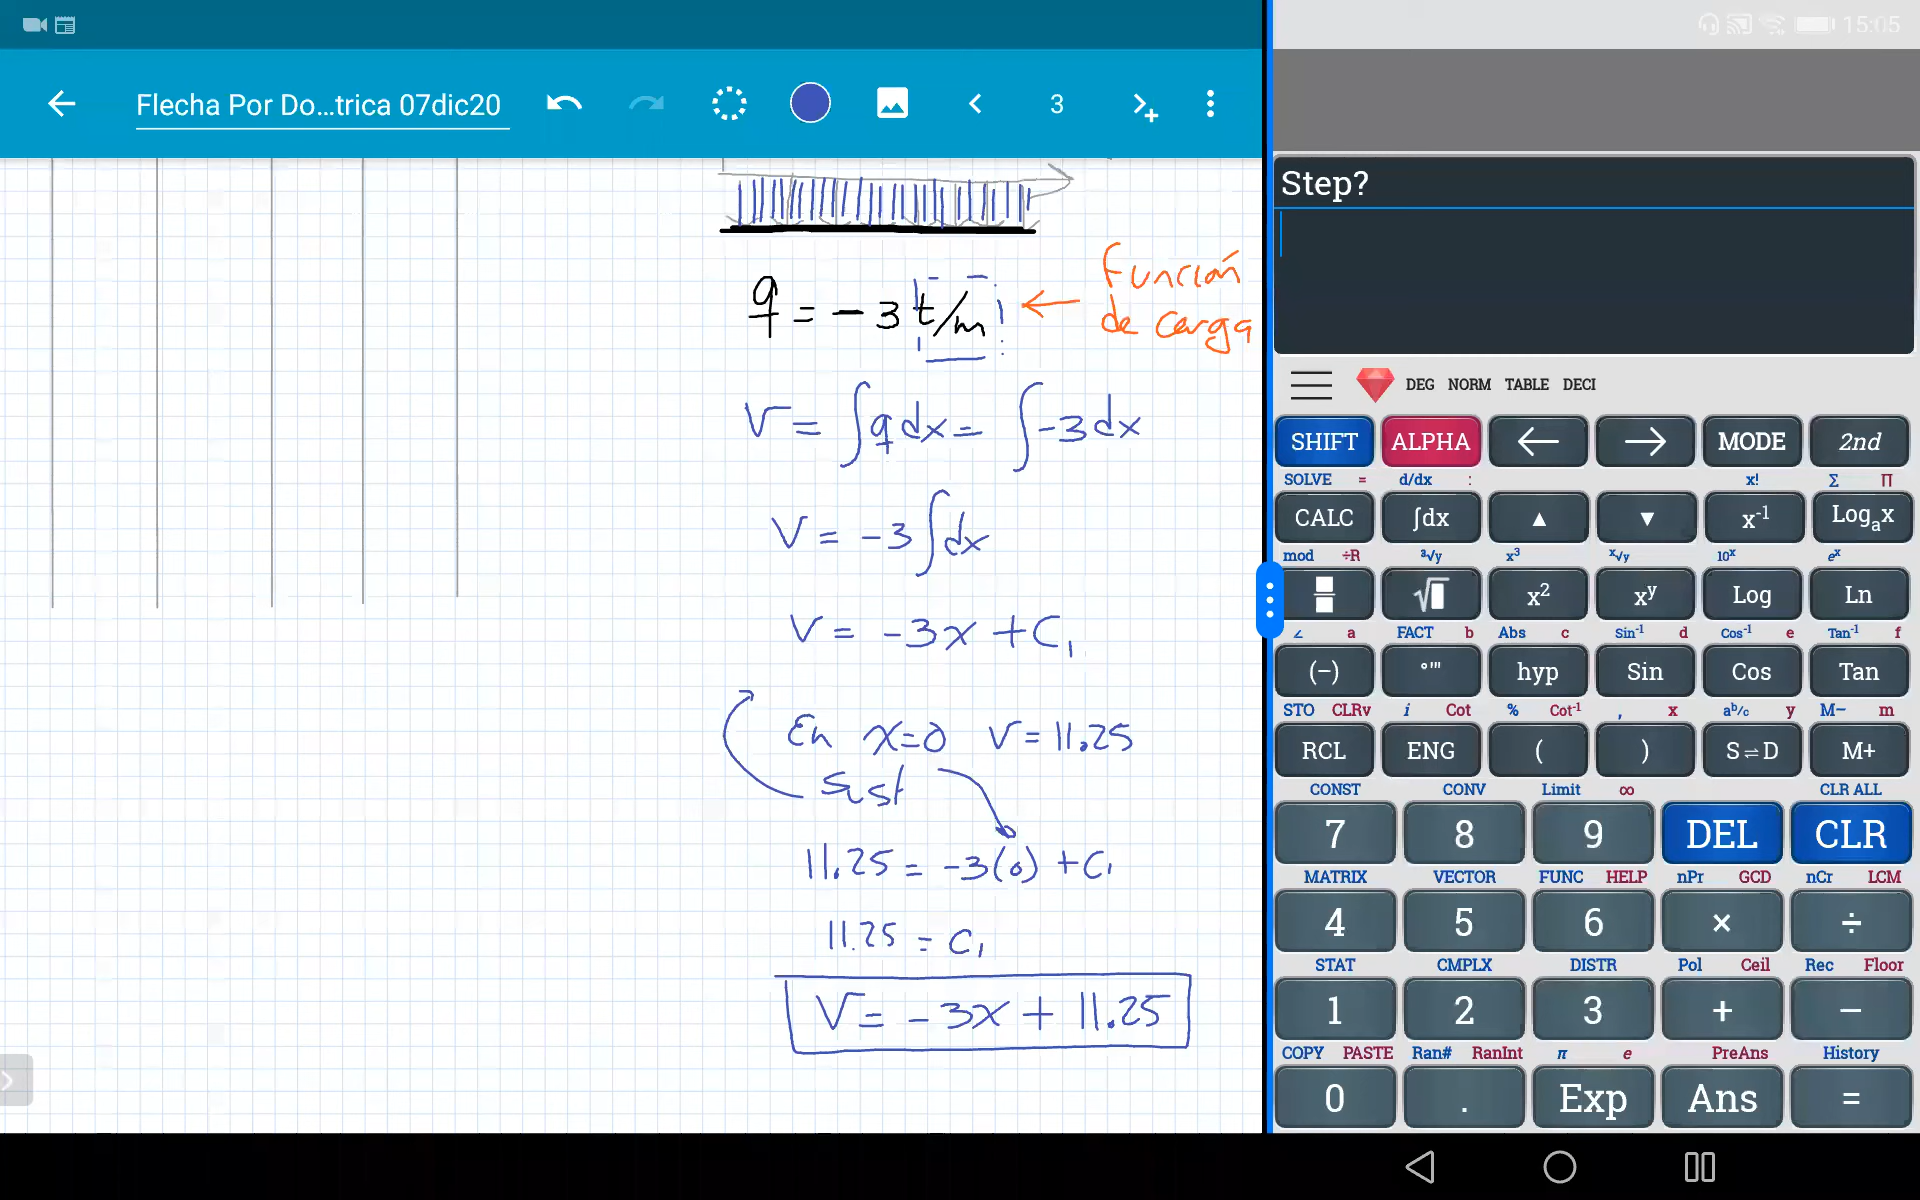 15:05
Flecha Por Do...trica 07dic20
3
q = -3 t/m
Función
de carga
V = ∫q dx = ∫-3 dx
V = -3∫dx
V = -3x + C₁
En x=0 V = 11.25
Sust
11.25 = -3(0) + C₁
11.25 = C₁
V = -3x + 11.25
Step?
DEG NORM TABLE DECI
SHIFT ALPHA ← → MODE 2nd
SOLVE = d/dx : x! Σ Π
CALC ∫dx ▲ ▼ x⁻¹ Logₐx
mod ÷R ³√y x³ ˣ√y 10ˣ eˣ
√ x² xʸ Log Ln
∠ a FACT b Abs c Sin⁻¹ d Cos⁻¹ e Tan⁻¹ f
(−) °''' hyp Sin Cos Tan
STO CLRv i Cot % Cot⁻¹ , x aᵇ/c y M− m
RCL ENG ( ) S⇌D M+
CONST CONV Limit ∞ CLR ALL
7 8 9 DEL CLR
MATRIX VECTOR FUNC HELP nPr GCD nCr LCM
4 5 6 × ÷
STAT CMPLX DISTR Pol Ceil Rec Floor
1 2 3 + −
COPY PASTE Ran# RanInt π e PreAns History
0 . Exp Ans =